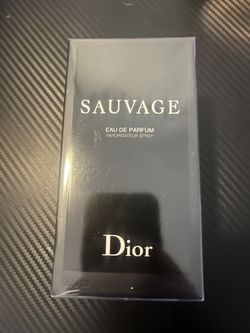 SAUVAGE
EAU DE PARFUM
VAPORISATEUR SPRAY
Dior